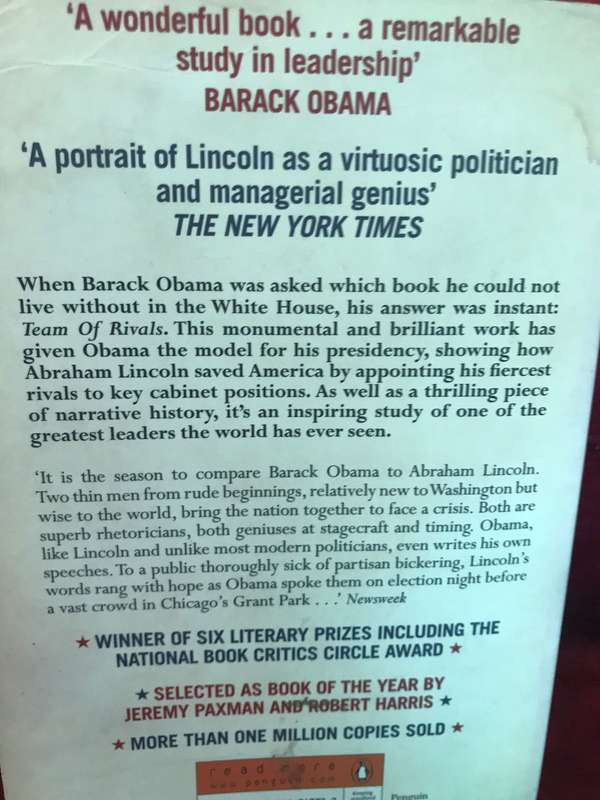 ‘A wonderful book . . . a remarkable
study in leadership’
BARACK OBAMA
‘A portrait of Lincoln as a virtuosic politician
and managerial genius’
THE NEW YORK TIMES
When Barack Obama was asked which book he could not
live without in the White House, his answer was instant:
Team Of Rivals. This monumental and brilliant work has
given Obama the model for his presidency, showing how
Abraham Lincoln saved America by appointing his fiercest
rivals to key cabinet positions. As well as a thrilling piece
of narrative history, it’s an inspiring study of one of the
greatest leaders the world has ever seen.
‘It is the season to compare Barack Obama to Abraham Lincoln.
Two thin men from rude beginnings, relatively new to Washington but
wise to the world, bring the nation together to face a crisis. Both are
superb rhetoricians, both geniuses at stagecraft and timing. Obama,
like Lincoln and unlike most modern politicians, even writes his own
speeches. To a public thoroughly sick of partisan bickering, Lincoln’s
words rang with hope as Obama spoke them on election night before
a vast crowd in Chicago’s Grant Park . . .’ Newsweek
★ WINNER OF SIX LITERARY PRIZES INCLUDING THE
NATIONAL BOOK CRITICS CIRCLE AWARD ★
★ SELECTED AS BOOK OF THE YEAR BY
JEREMY PAXMAN AND ROBERT HARRIS ★
★ MORE THAN ONE MILLION COPIES SOLD ★
read more
www.penguin.com
Penguin